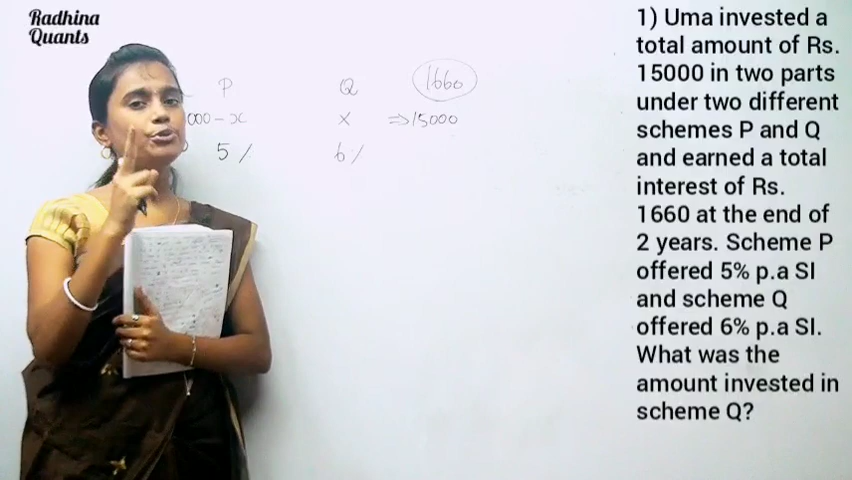 Radhina
Quants
P Q 1660
000 - x x ⇒ 15000
5 % 6 %
1) Uma invested a
total amount of Rs.
15000 in two parts
under two different
schemes P and Q
and earned a total
interest of Rs.
1660 at the end of
2 years. Scheme P
offered 5% p.a SI
and scheme Q
offered 6% p.a SI.
What was the
amount invested in
scheme Q?